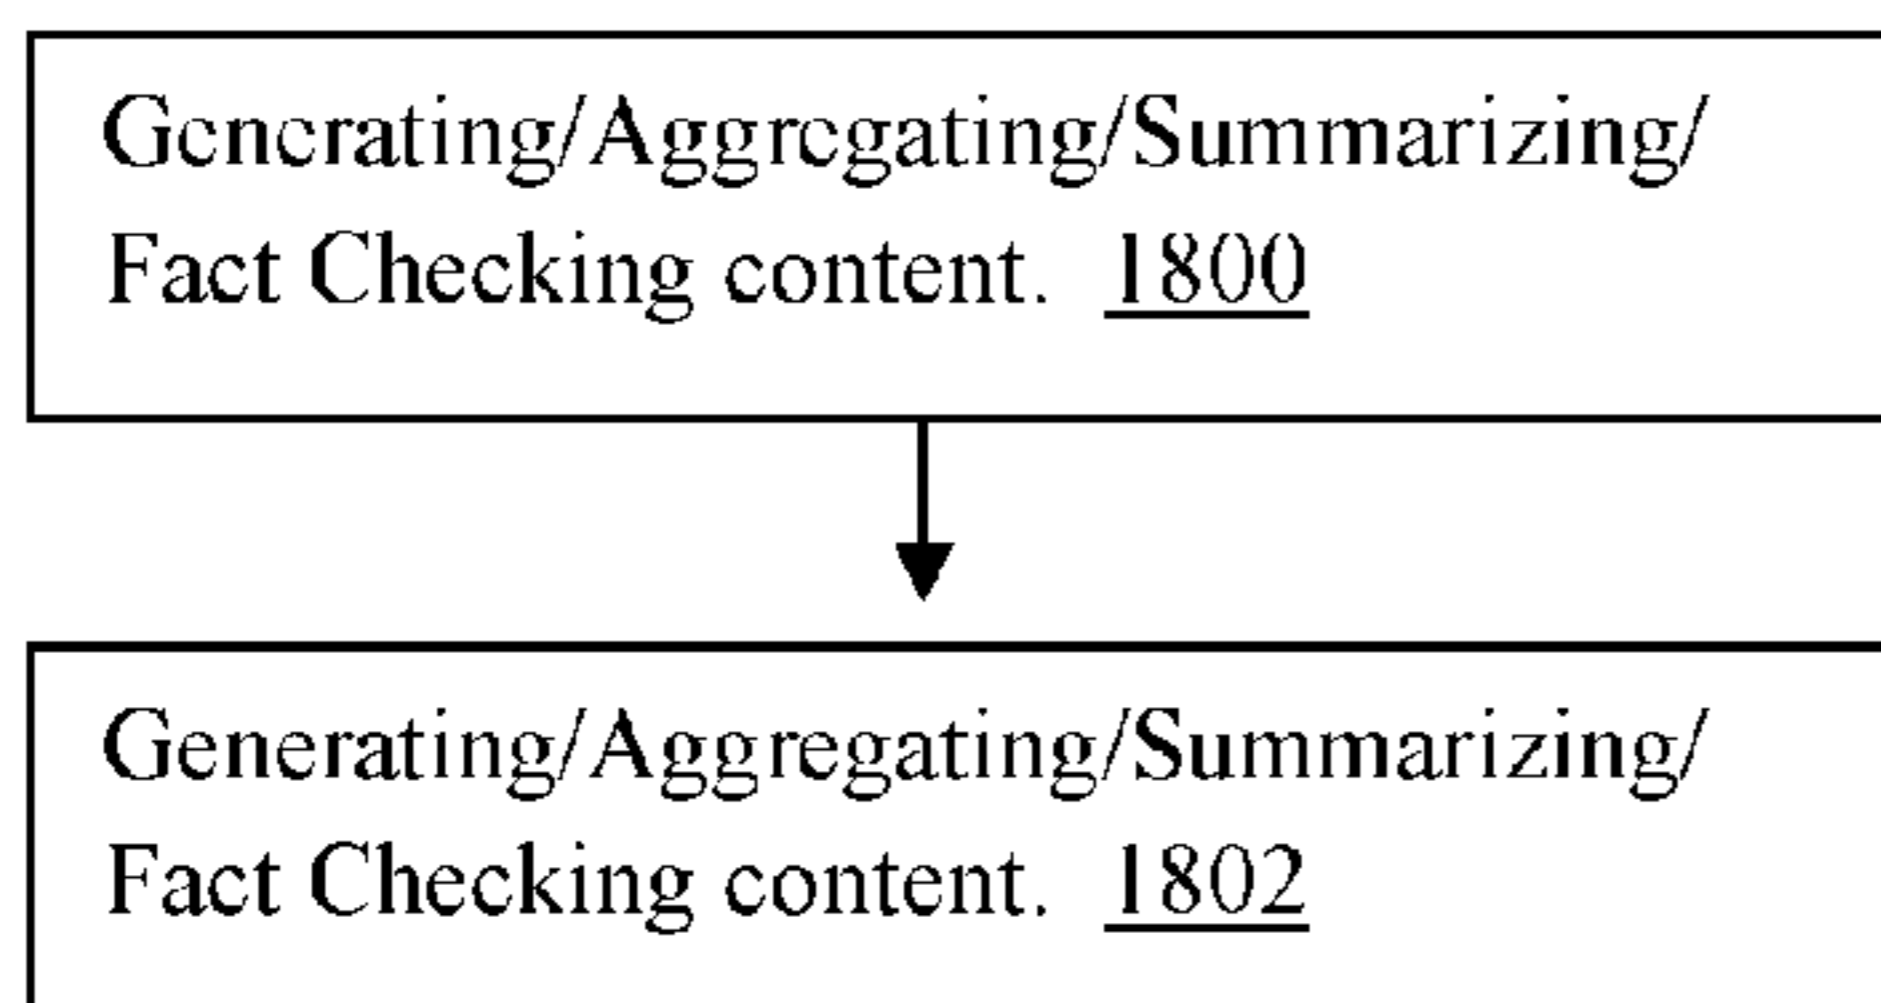 Generating/Aggregating/Summarizing/
Fact Checking content. 1800
Generating/Aggregating/Summarizing/
Fact Checking content. 1802